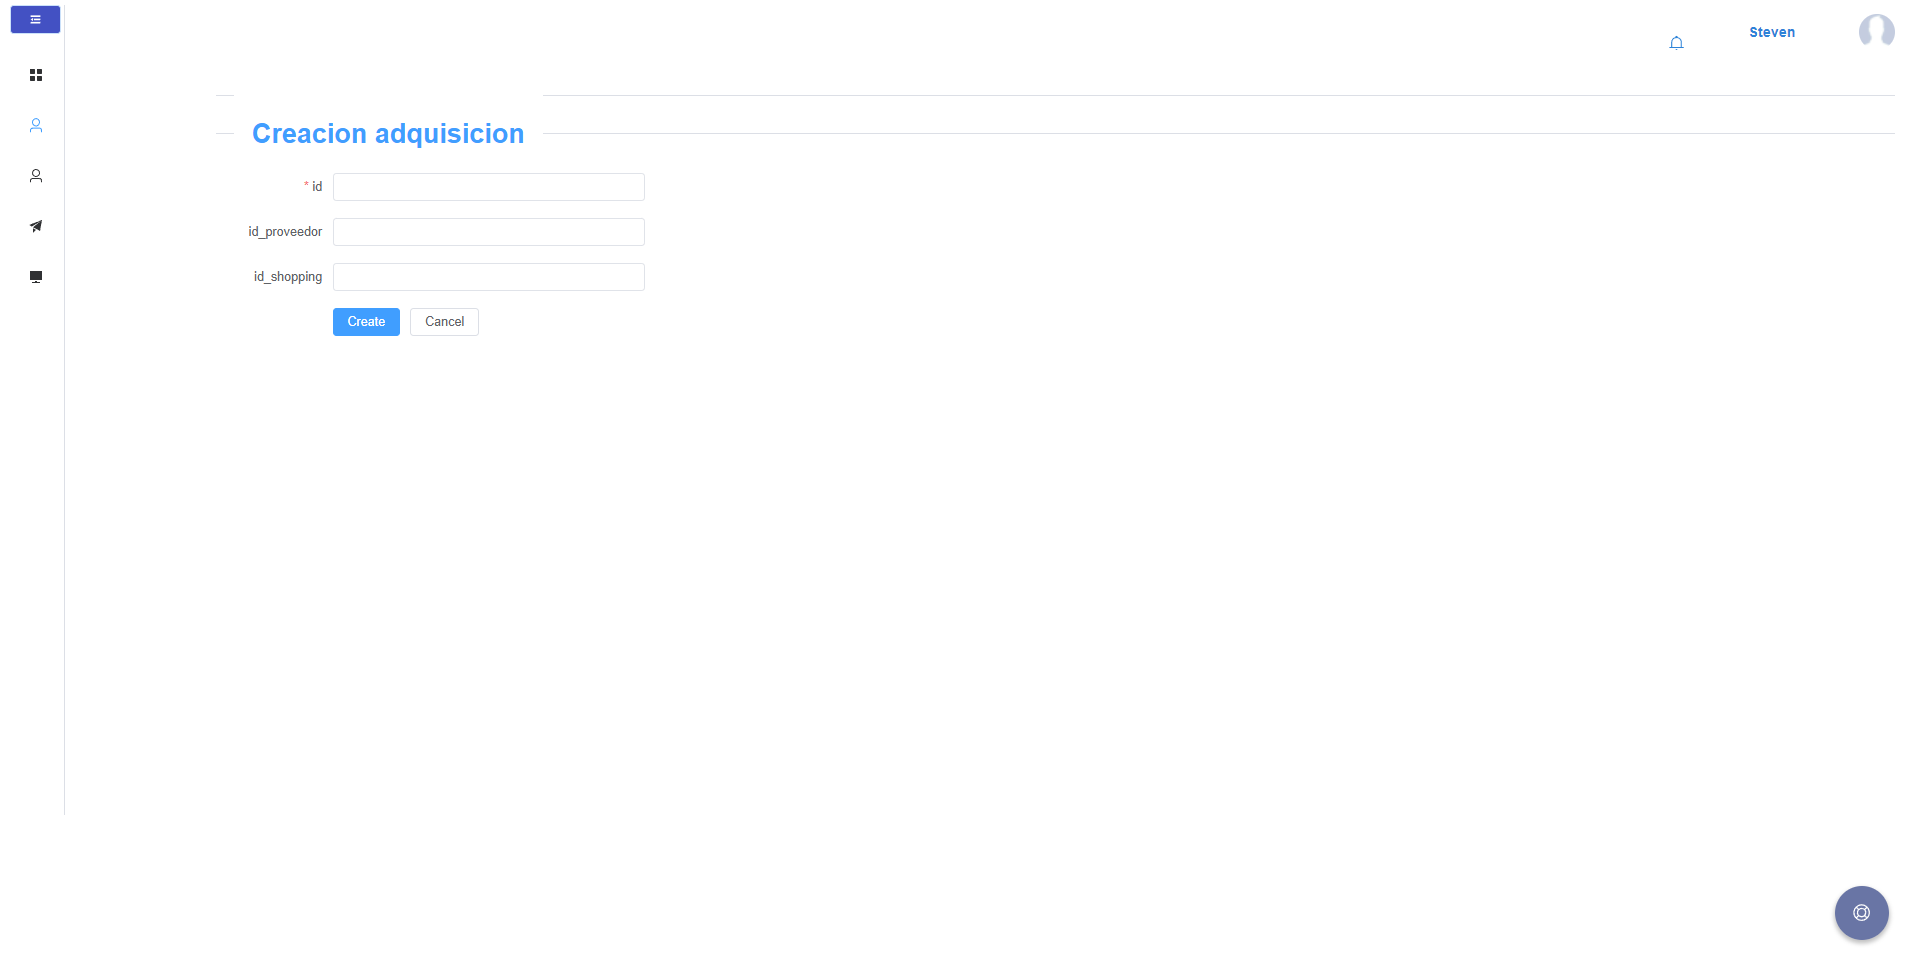 Steven
Creacion adquisicion
* id
id_proveedor
id_shopping
Create Cancel